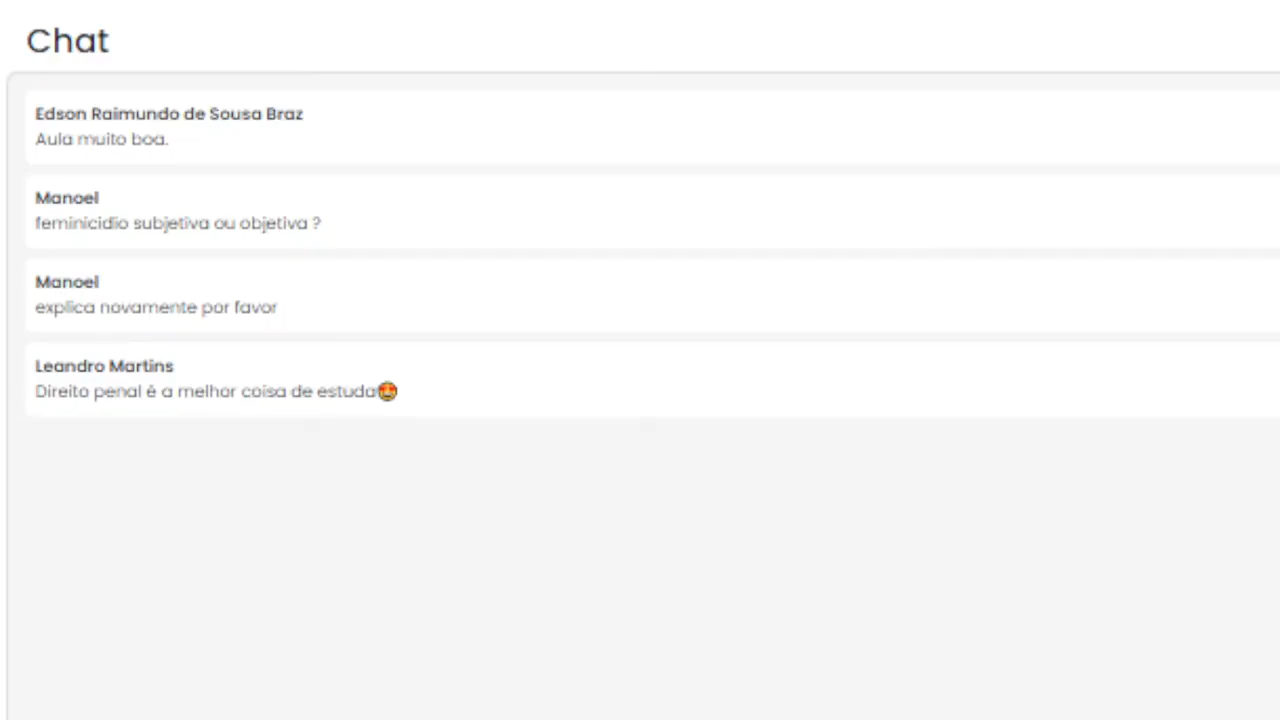 Chat
Edson Raimundo de Sousa Braz
Aula muito boa.
Manoel
feminicidio subjetiva ou objetiva ?
Manoel
explica novamente por favor
Leandro Martins
Direito penal é a melhor coisa de estuda🤩